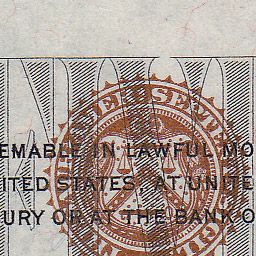 EMABLE IN LAWFUL MO
ITED STATES, AT UNITE
URY OR AT THE BANK O